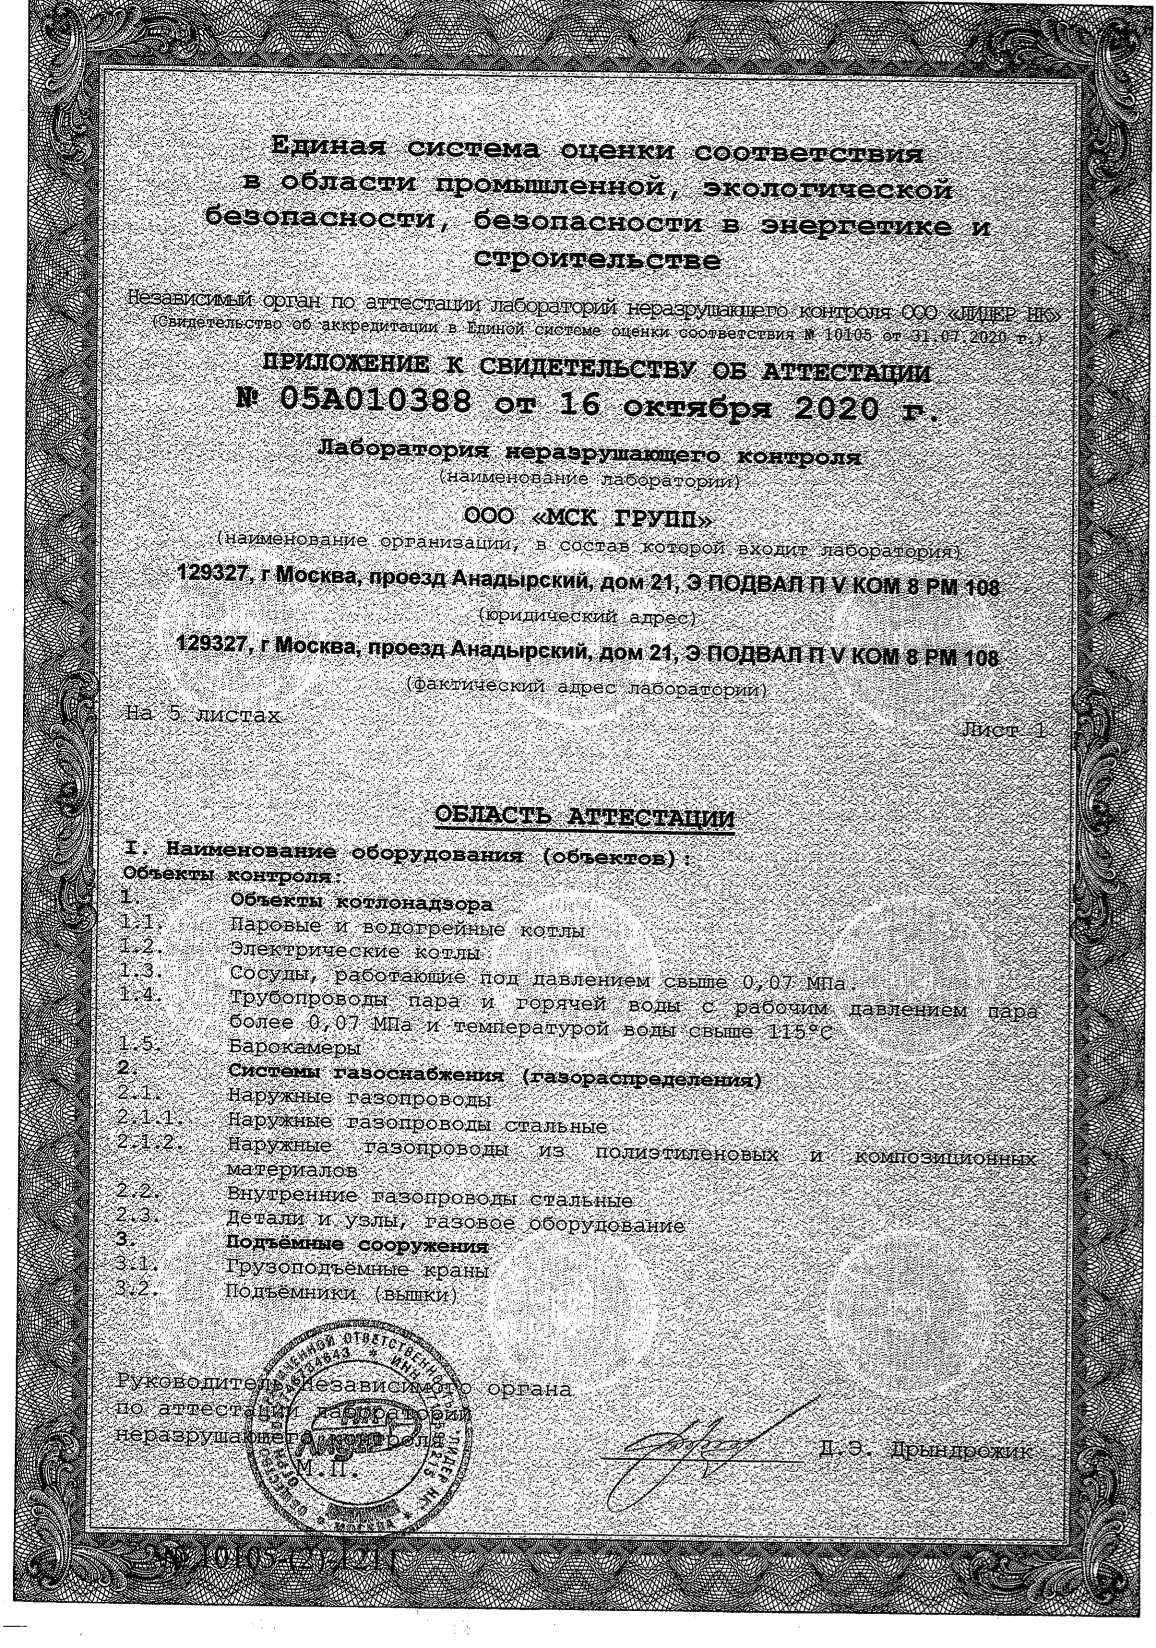 Единая система оценки соответствия
в области промышленной, экологической
безопасности, безопасности в энергетике и
строительстве
Независимый орган по аттестации лабораторий неразрушающего контроля ООО «ЛИДЕР НК»
(Свидетельство об аккредитации в Единой системе оценки соответствия № 10105 от 31.07.2020 г.)
ПРИЛОЖЕНИЕ К СВИДЕТЕЛЬСТВУ ОБ АТТЕСТАЦИИ
№ 05А010388 от 16 октября 2020 г.
Лаборатория неразрушающего контроля
(наименование лаборатории)
ООО «МСК ГРУПП»
(наименование организации, в состав которой входит лаборатория)
129327, г Москва, проезд Анадырский, дом 21, Э ПОДВАЛ П V КОМ 8 РМ 108
(юридический адрес)
129327, г Москва, проезд Анадырский, дом 21, Э ПОДВАЛ П V КОМ 8 РМ 108
(фактический адрес лаборатории)
На 5 листах
Лист 1
ОБЛАСТЬ АТТЕСТАЦИИ
I. Наименование оборудования (объектов):
Объекты контроля:
1. Объекты котлонадзора
1.1. Паровые и водогрейные котлы
1.2. Электрические котлы
1.3. Сосуды, работающие под давлением свыше 0,07 МПа.
1.4. Трубопроводы пара и горячей воды с рабочим давлением пара
более 0,07 МПа и температурой воды свыше 115°С
1.5. Барокамеры
2. Системы газоснабжения (газораспределения)
2.1. Наружные газопроводы
2.1.1. Наружные газопроводы стальные
2.1.2. Наружные газопроводы из полиэтиленовых и композиционных
материалов
2.2. Внутренние газопроводы стальные
2.3. Детали и узлы, газовое оборудование
3. Подъёмные сооружения
3.1. Грузоподъёмные краны
3.2. Подъёмники (вышки)
Руководитель Независимого органа
по аттестации лабораторий
неразрушающего контроля
М.П.
Д.Э. Дрындрожик
№ 10105-(2)-1211